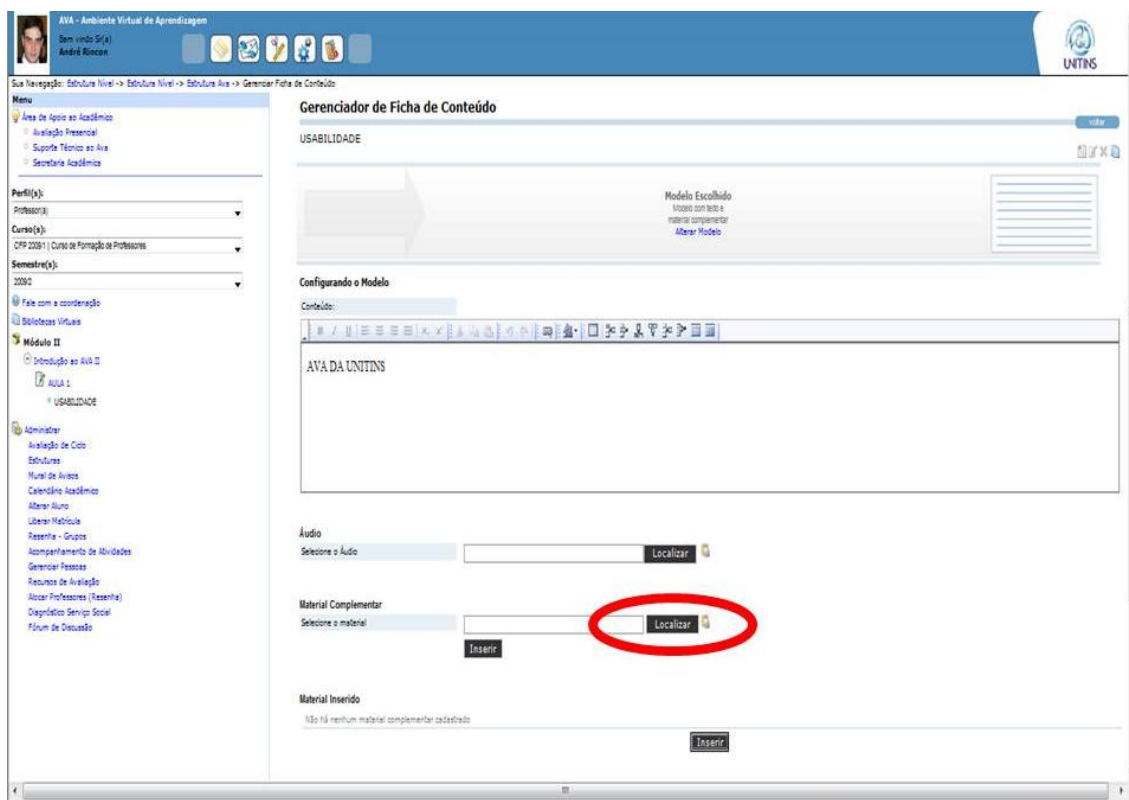 AVA - Ambiente Virtual de Aprendizagem
Bem vindo Sr(a)
André Rincon
UNITINS
Sua Navegação: Estrutura Nível -> Estrutura Nível -> Estrutura Ava -> Gerenciar Ficha de Conteúdo
Menu
Área de Apoio ao Acadêmico
Avaliação Presencial
Suporte Técnico ao Ava
Secretaria Acadêmica
Perfil(s):
Professor(a)
Curso(s):
CFP 2009/1 | Curso de Formação de Professores
Semestre(s):
2009/2
Fale com a coordenação
Bibliotecas Virtuais
Módulo II
Introdução ao AVA II
AULA 1
USABILIDADE
Administrar
Avaliação de Ciclo
Estruturas
Mural de Avisos
Calendário Acadêmico
Alterar Aluno
Liberar Matrícula
Resenha - Grupos
Acompanhamento de Atividades
Gerenciar Pessoas
Recursos de Avaliação
Alocar Professores (Resenha)
Diagnóstico Serviço Social
Fórum de Discussão
Gerenciador de Ficha de Conteúdo
voltar
USABILIDADE
Modelo Escolhido
Modelo com texto e
material complementar
Alterar Modelo
Configurando o Modelo
Conteúdo:
AVA DA UNITINS
Áudio
Selecione o Áudio
Localizar
Material Complementar
Selecione o material
Localizar
Inserir
Material Inserido
Não há nenhum material complementar cadastrado
Inserir